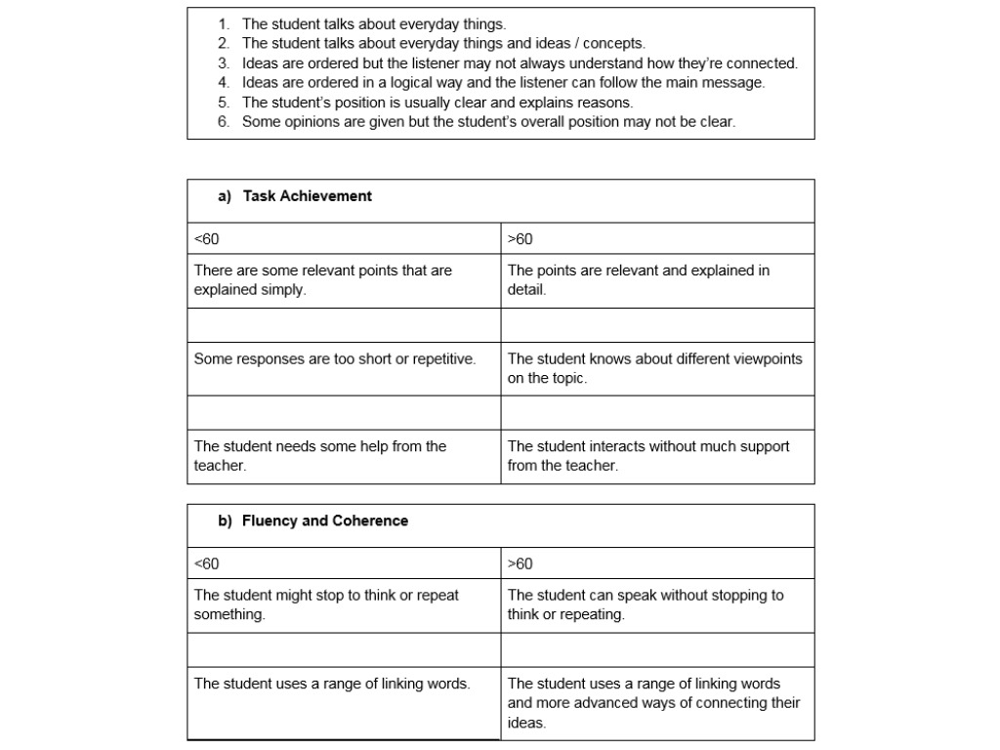 1. The student talks about everyday things.
2. The student talks about everyday things and ideas / concepts.
3. Ideas are ordered but the listener may not always understand how they're connected.
4. Ideas are ordered in a logical way and the listener can follow the main message.
5. The student's position is usually clear and explains reasons.
6. Some opinions are given but the student's overall position may not be clear.
a) Task Achievement
<60
>60
There are some relevant points that are
explained simply.
The points are relevant and explained in
detail.
Some responses are too short or repetitive.
The student knows about different viewpoints
on the topic.
The student needs some help from the
teacher.
The student interacts without much support
from the teacher.
b) Fluency and Coherence
<60
>60
The student might stop to think or repeat
something.
The student can speak without stopping to
think or repeating.
The student uses a range of linking words.
The student uses a range of linking words
and more advanced ways of connecting their
ideas.